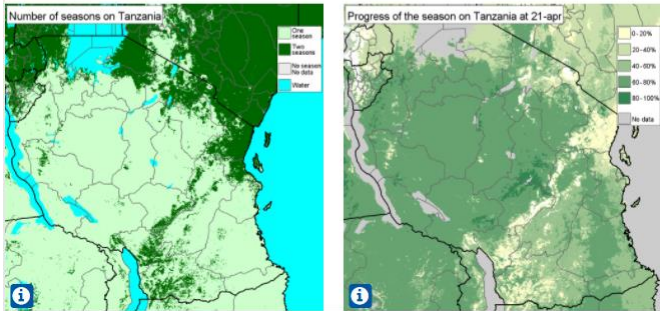 Number of seasons on Tanzania
One
season
Two
seasons
No season
No data
Water
Progress of the season on Tanzania at 21-apr
0 - 20%
20 - 40%
40 - 60%
60 - 80%
80 - 100%
No data
i
i